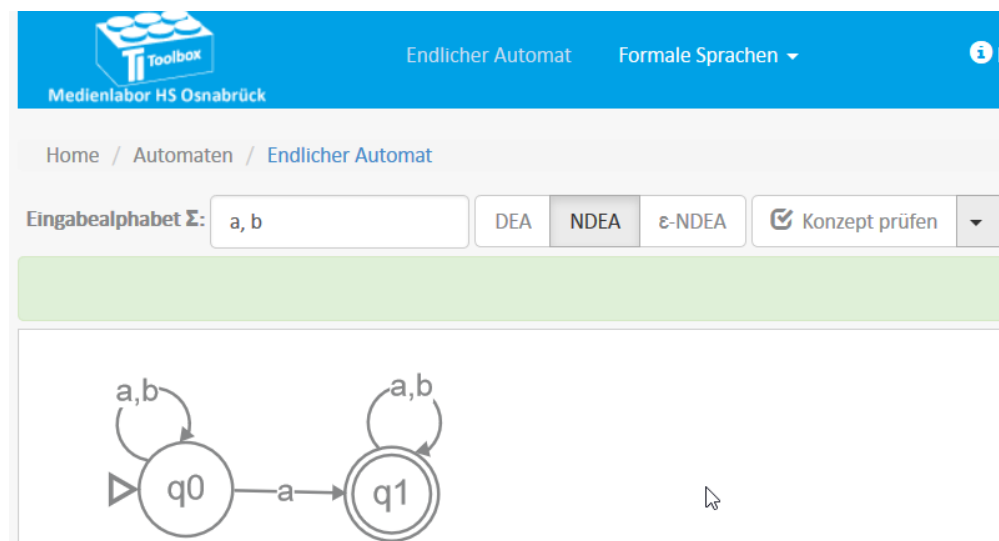 TI Toolbox
Medienlabor HS Osnabrück
Endlicher Automat Formale Sprachen
Home / Automaten / Endlicher Automat
Eingabealphabet Σ: a, b DEA NDEA ε-NDEA Konzept prüfen
a,b a,b
q0 a q1